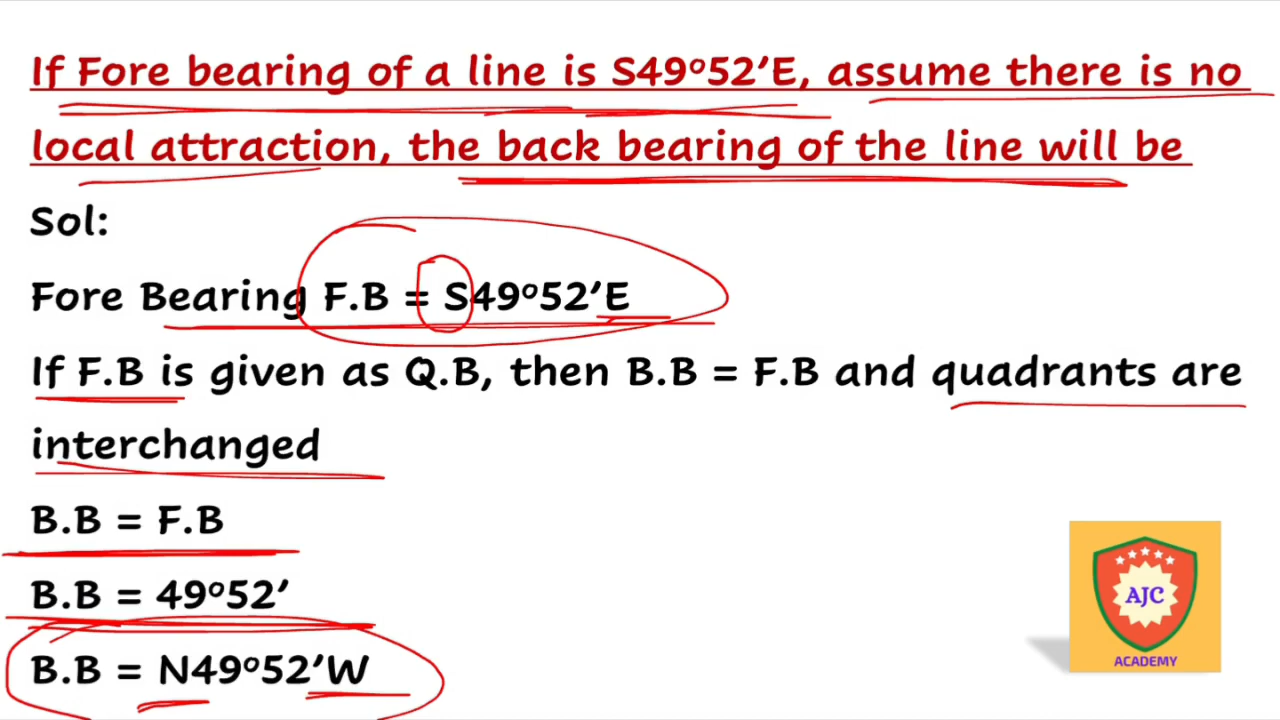 If Fore bearing of a line is S49°52’E, assume there is no
local attraction, the back bearing of the line will be
Sol:
Fore Bearing F.B = S49°52’E
If F.B is given as Q.B, then B.B = F.B and quadrants are
interchanged
B.B = F.B
B.B = 49°52’
B.B = N49°52’W
AJC
ACADEMY